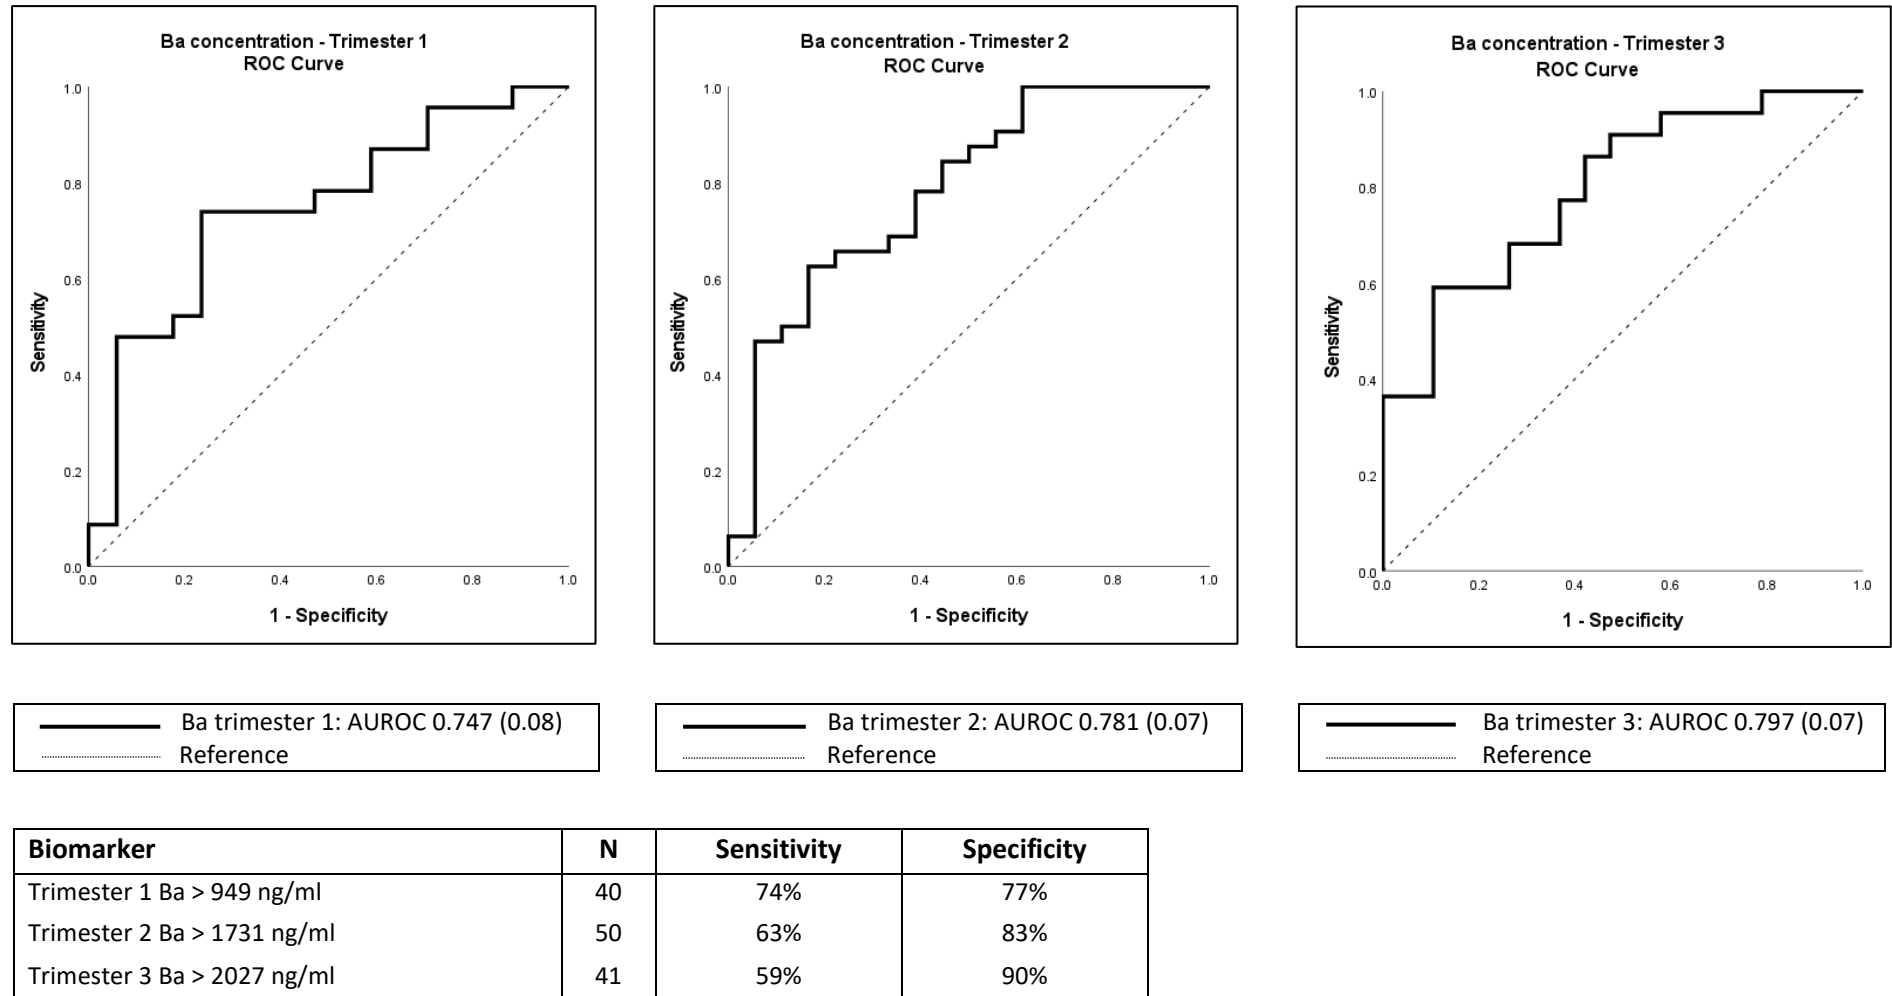 Ba concentration - Trimester 1
ROC Curve
1.0
0.8
0.6
0.4
0.2
0.0
Sensitivity
0.0 0.2 0.4 0.6 0.8 1.0
1 - Specificity
Ba concentration - Trimester 2
ROC Curve
1.0
0.8
0.6
0.4
0.2
0.0
Sensitivity
0.0 0.2 0.4 0.6 0.8 1.0
1 - Specificity
Ba concentration - Trimester 3
ROC Curve
1.0
0.8
0.6
0.4
0.2
0.0
Sensitivity
0.0 0.2 0.4 0.6 0.8 1.0
1 - Specificity
Ba trimester 1: AUROC 0.747 (0.08)
Reference
Ba trimester 2: AUROC 0.781 (0.07)
Reference
Ba trimester 3: AUROC 0.797 (0.07)
Reference
Biomarker N Sensitivity Specificity
Trimester 1 Ba > 949 ng/ml 40 74% 77%
Trimester 2 Ba > 1731 ng/ml 50 63% 83%
Trimester 3 Ba > 2027 ng/ml 41 59% 90%